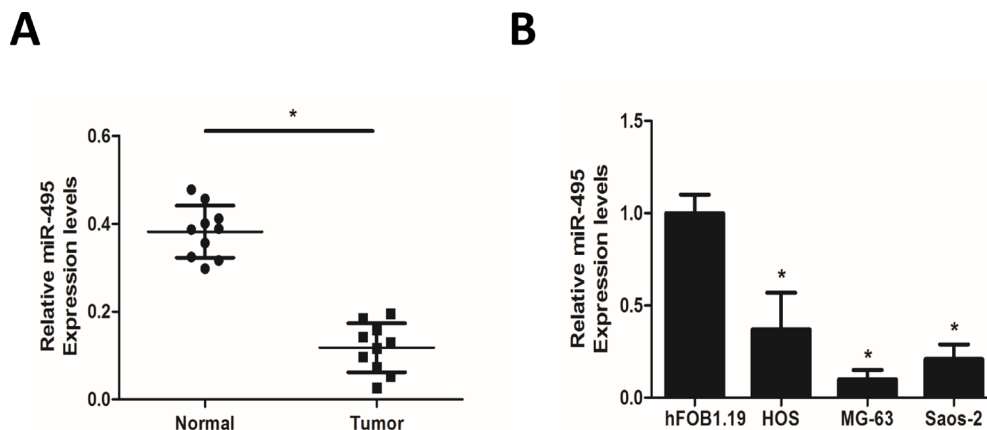 A
B
*
0.6
0.4
0.2
0.0
Relative miR-495
Expression levels
Normal
Tumor
1.5
1.0
0.5
0.0
Relative miR-495
Expression levels
*
*
*
hFOB1.19
HOS
MG-63
Saos-2